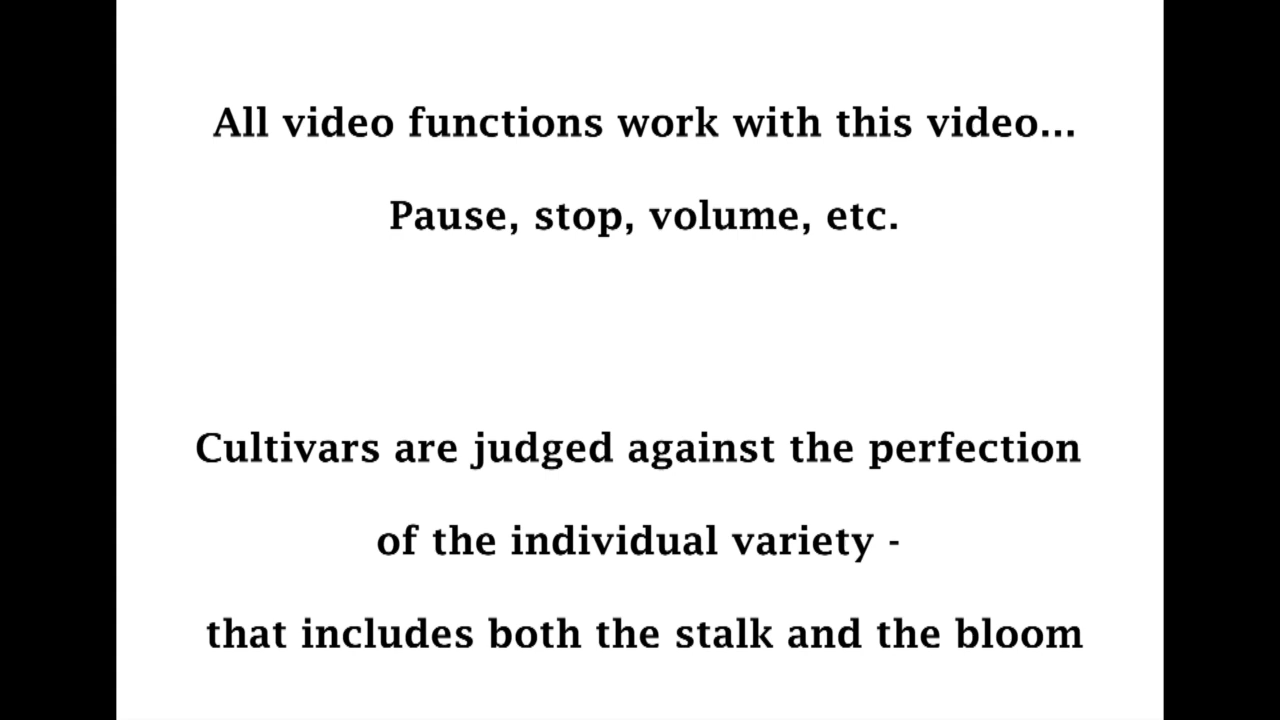 All video functions work with this video...
Pause, stop, volume, etc.
Cultivars are judged against the perfection
of the individual variety -
that includes both the stalk and the bloom